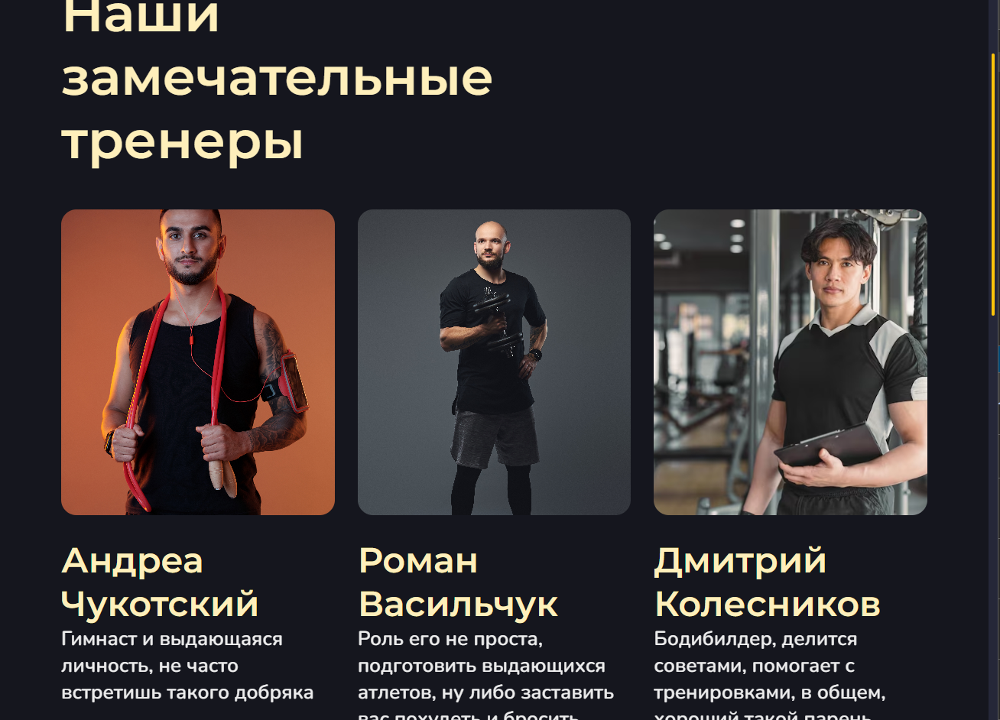 Наши
замечательные
тренеры
Андреа
Чукотский
Гимнаст и выдающаяся
личность, не часто
встретишь такого добряка
Роман
Васильчук
Роль его не проста,
подготовить выдающихся
атлетов, ну либо заставить
вас похудеть и бросить
Дмитрий
Колесников
Бодибилдер, делится
советами, помогает с
тренировками, в общем,
хороший такой парень